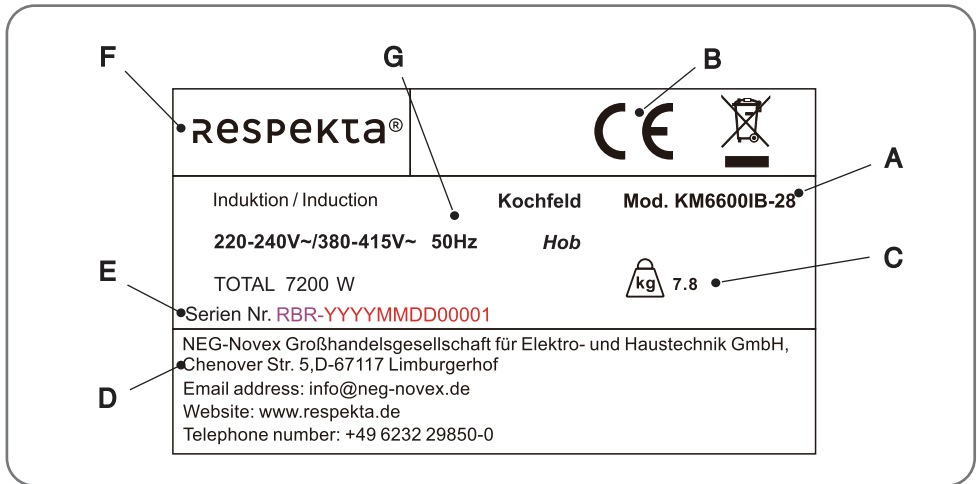 F
G
B
Respekta®
CE
A
Induktion / Induction
Kochfeld
Mod. KM6600IB-28
220-240V~/380-415V~ 50Hz
Hob
C
E
TOTAL 7200 W
kg 7.8
Serien Nr. RBR-YYYYMMDD00001
NEG-Novex Großhandelsgesellschaft für Elektro- und Haustechnik GmbH,
Chenover Str. 5,D-67117 Limburgerhof
D
Email address: info@neg-novex.de
Website: www.respekta.de
Telephone number: +49 6232 29850-0